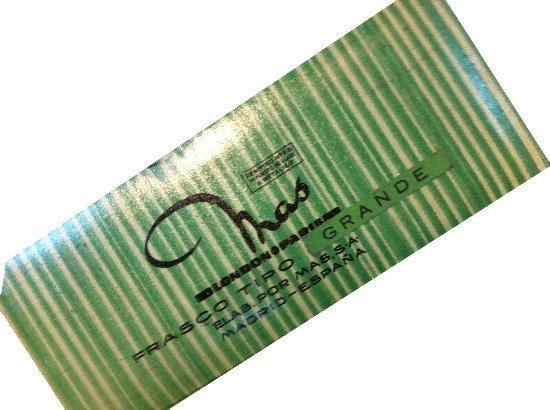 Mas
LONDON PARIS
FRASCO TIPO GRANDE
ELAB. POR MAS.S.A.
MADRID-ESPAÑA